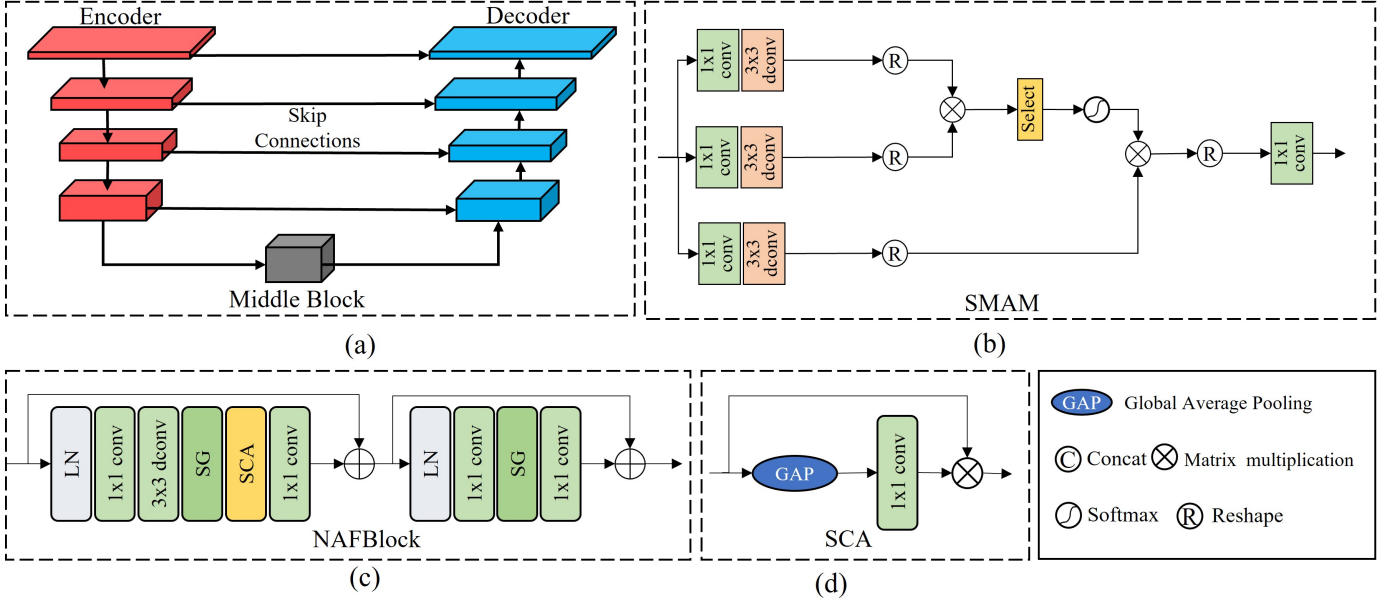 Encoder
Decoder
Skip
Connections
Middle Block
(a)
1x1
conv
3x3
dconv
R
1x1
conv
3x3
dconv
R
1x1
conv
3x3
dconv
R
Select
R
1x1
conv
SMAM
(b)
LN
1x1 conv
3x3 dconv
SG
SCA
1x1 conv
LN
1x1 conv
SG
1x1 conv
NAFBlock
(c)
GAP
1x1 conv
SCA
(d)
GAP Global Average Pooling
C Concat Matrix multiplication
Softmax R Reshape